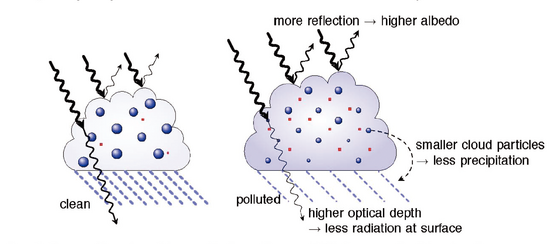 more reflection → higher albedo
smaller cloud particles
→ less precipitation
clean
polluted
higher optical depth
→ less radiation at surface